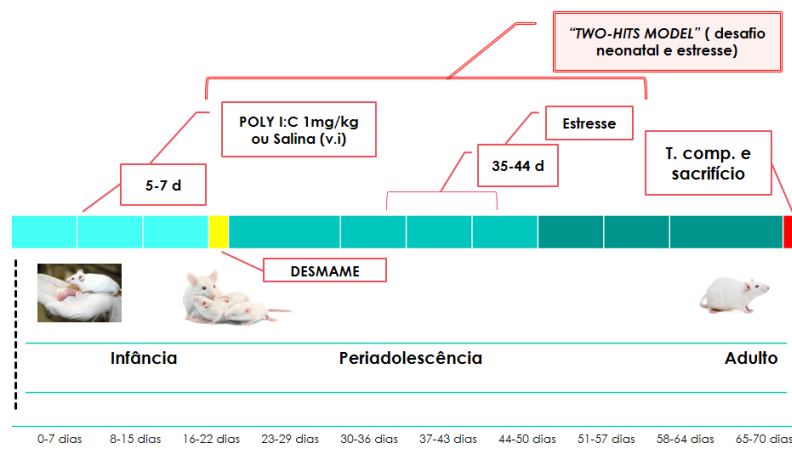 “TWO-HITS MODEL” ( desafio
neonatal e estresse)
POLY I:C 1mg/kg
ou Salina (v.i)
Estresse
T. comp. e
sacrifício
5-7 d
35-44 d
DESMAME
Infância
Periadolescência
Adulto
0-7 dias
8-15 dias
16-22 dias
23-29 dias
30-36 dias
37-43 dias
44-50 dias
51-57 dias
58-64 dias
65-70 dias